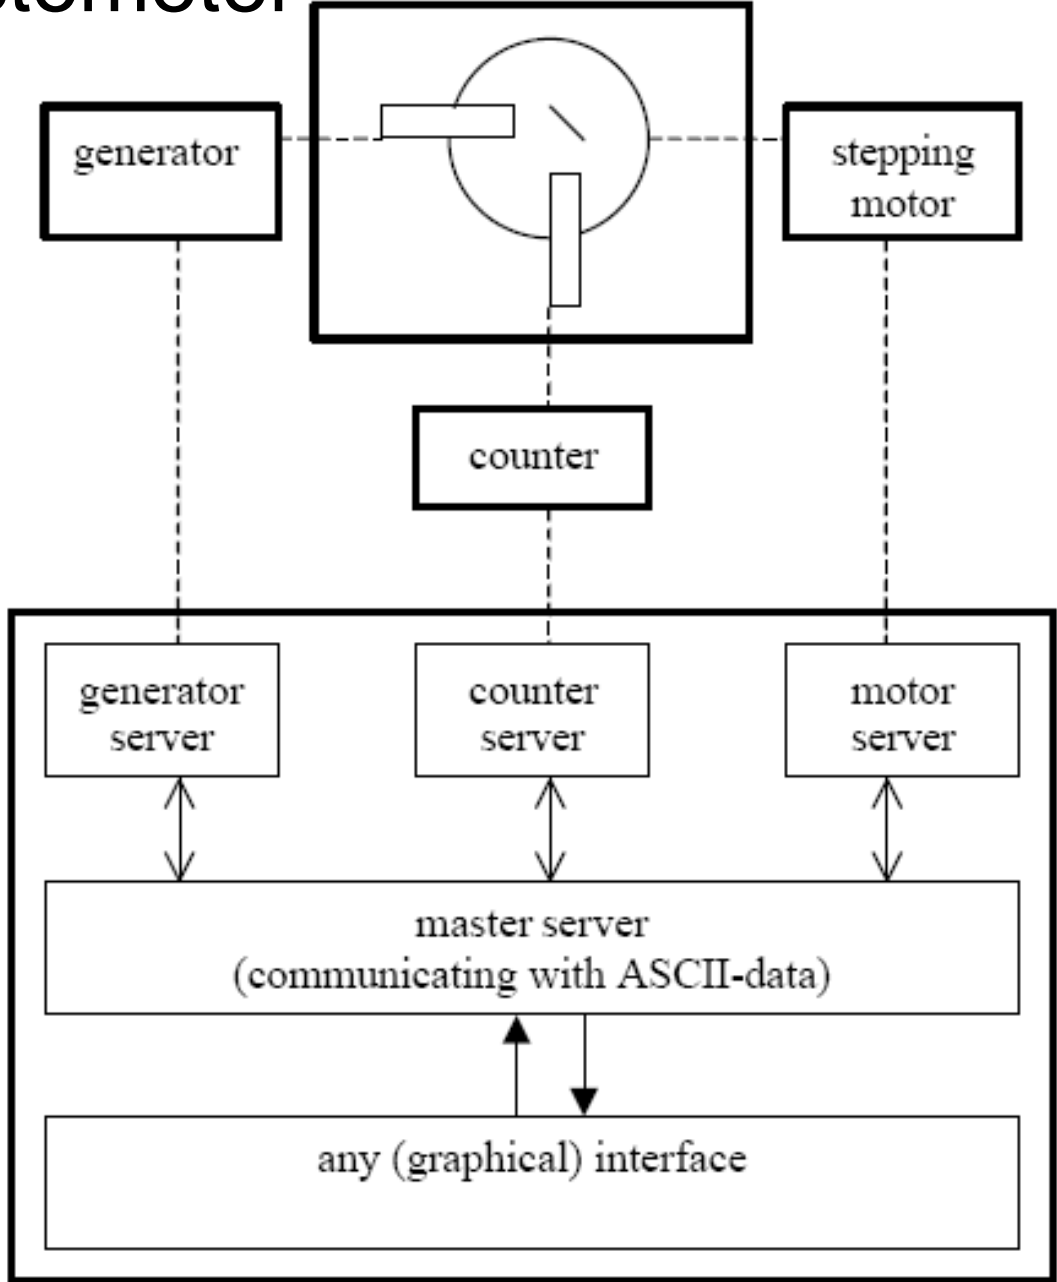 generator
stepping
motor
counter
generator
server
counter
server
motor
server
master server
(communicating with ASCII-data)
any (graphical) interface